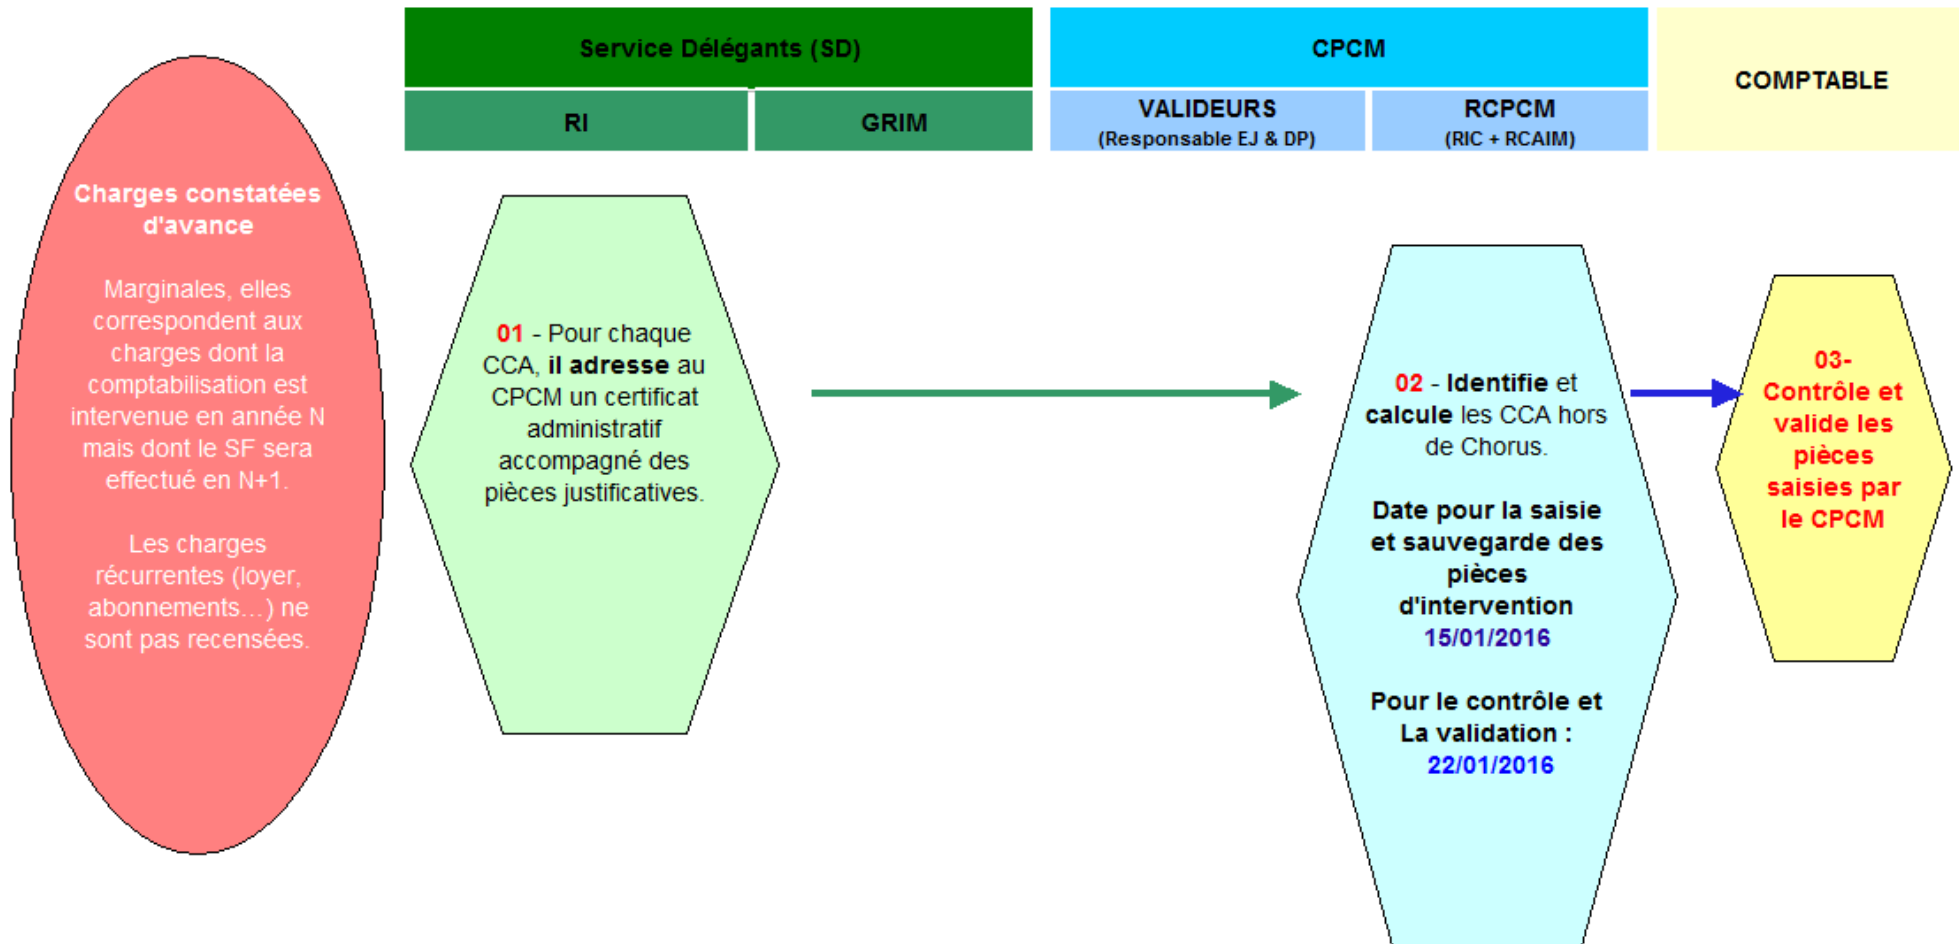 Service Délégants (SD)
CPCM
COMPTABLE
RI
GRIM
VALIDEURS
(Responsable EJ & DP)
RCPCM
(RIC + RCAIM)
Charges constatées
d'avance
Marginales, elles
correspondent aux
charges dont la
comptabilisation est
intervenue en année N
mais dont le SF sera
effectué en N+1.
Les charges
récurrentes (loyer,
abonnements...) ne
sont pas recensées.
01 - Pour chaque
CCA, il adresse au
CPCM un certificat
administratif
accompagné des
pièces justificatives.
02 - Identifie et
calcule les CCA hors
de Chorus.
Date pour la saisie
et sauvegarde des
pièces
d'intervention
15/01/2016
Pour le contrôle et
La validation :
22/01/2016
03-
Contrôle et
valide les
pièces
saisies par
le CPCM